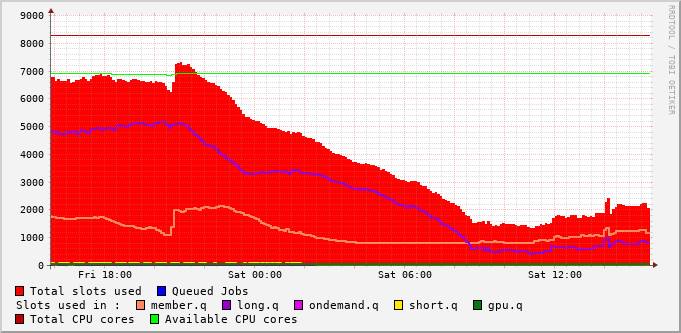 9000
8000
7000
6000
5000
4000
3000
2000
1000
0
Fri 18:00 Sat 00:00 Sat 06:00 Sat 12:00
RRDTOOL / TOBI OETIKER
Total slots used Queued Jobs
Slots used in : member.q long.q ondemand.q short.q gpu.q
Total CPU cores Available CPU cores